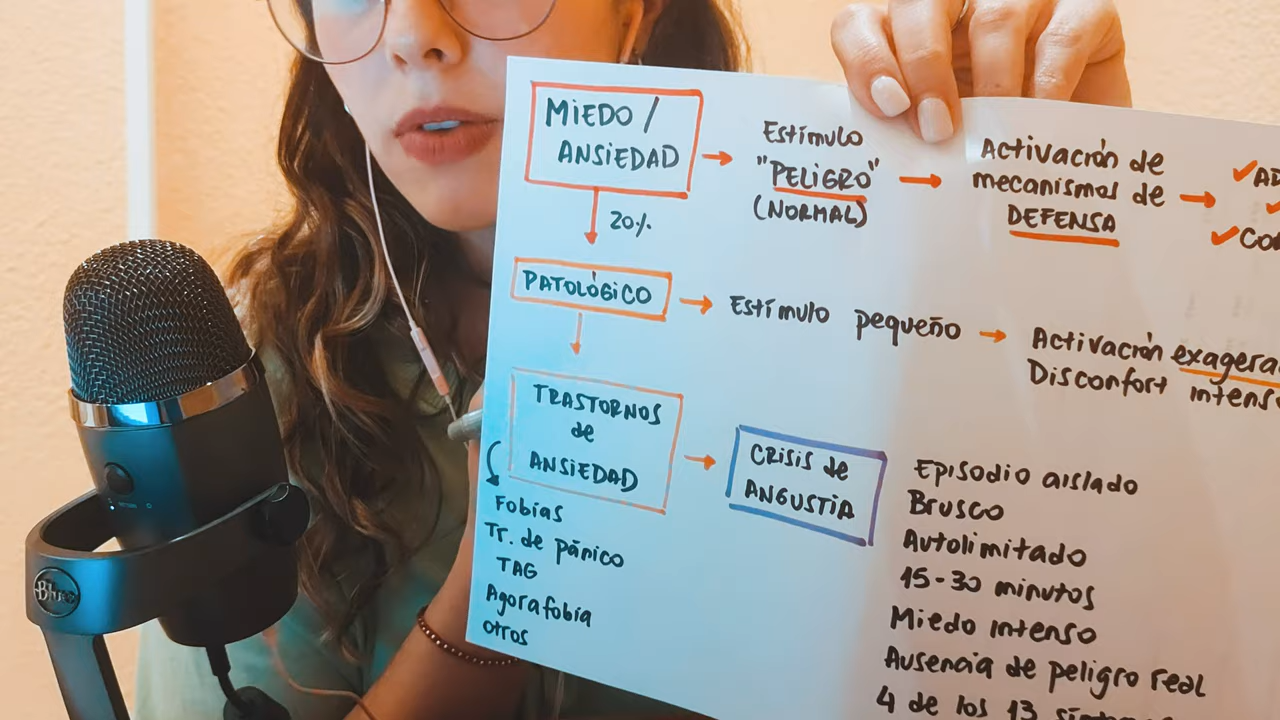 MIEDO /
ANSIEDAD
Estímulo
"PELIGRO"
(NORMAL)
Activación de
mecanismos de
DEFENSA
20%
PATOLÓGICO
Estímulo pequeño
Activación
Disconfort
TRASTORNOS
de
ANSIEDAD
CRISIS de
ANGUSTIA
Fobias
Tr. de pánico
TAG
Agorafobia
otros
Episodio aislado
Brusco
Autolimitado
15-30 minutos
Miedo intenso
Ausencia de peligro real
4 de los 13
Blue